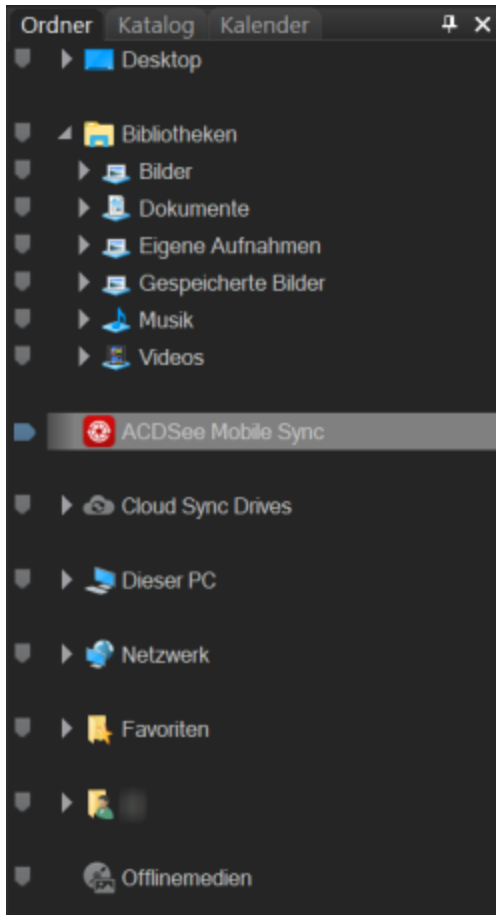 Ordner Katalog Kalender
Desktop
Bibliotheken
Bilder
Dokumente
Eigene Aufnahmen
Gespeicherte Bilder
Musik
Videos
ACDSee Mobile Sync
Cloud Sync Drives
Dieser PC
Netzwerk
Favoriten
Offlinemedien